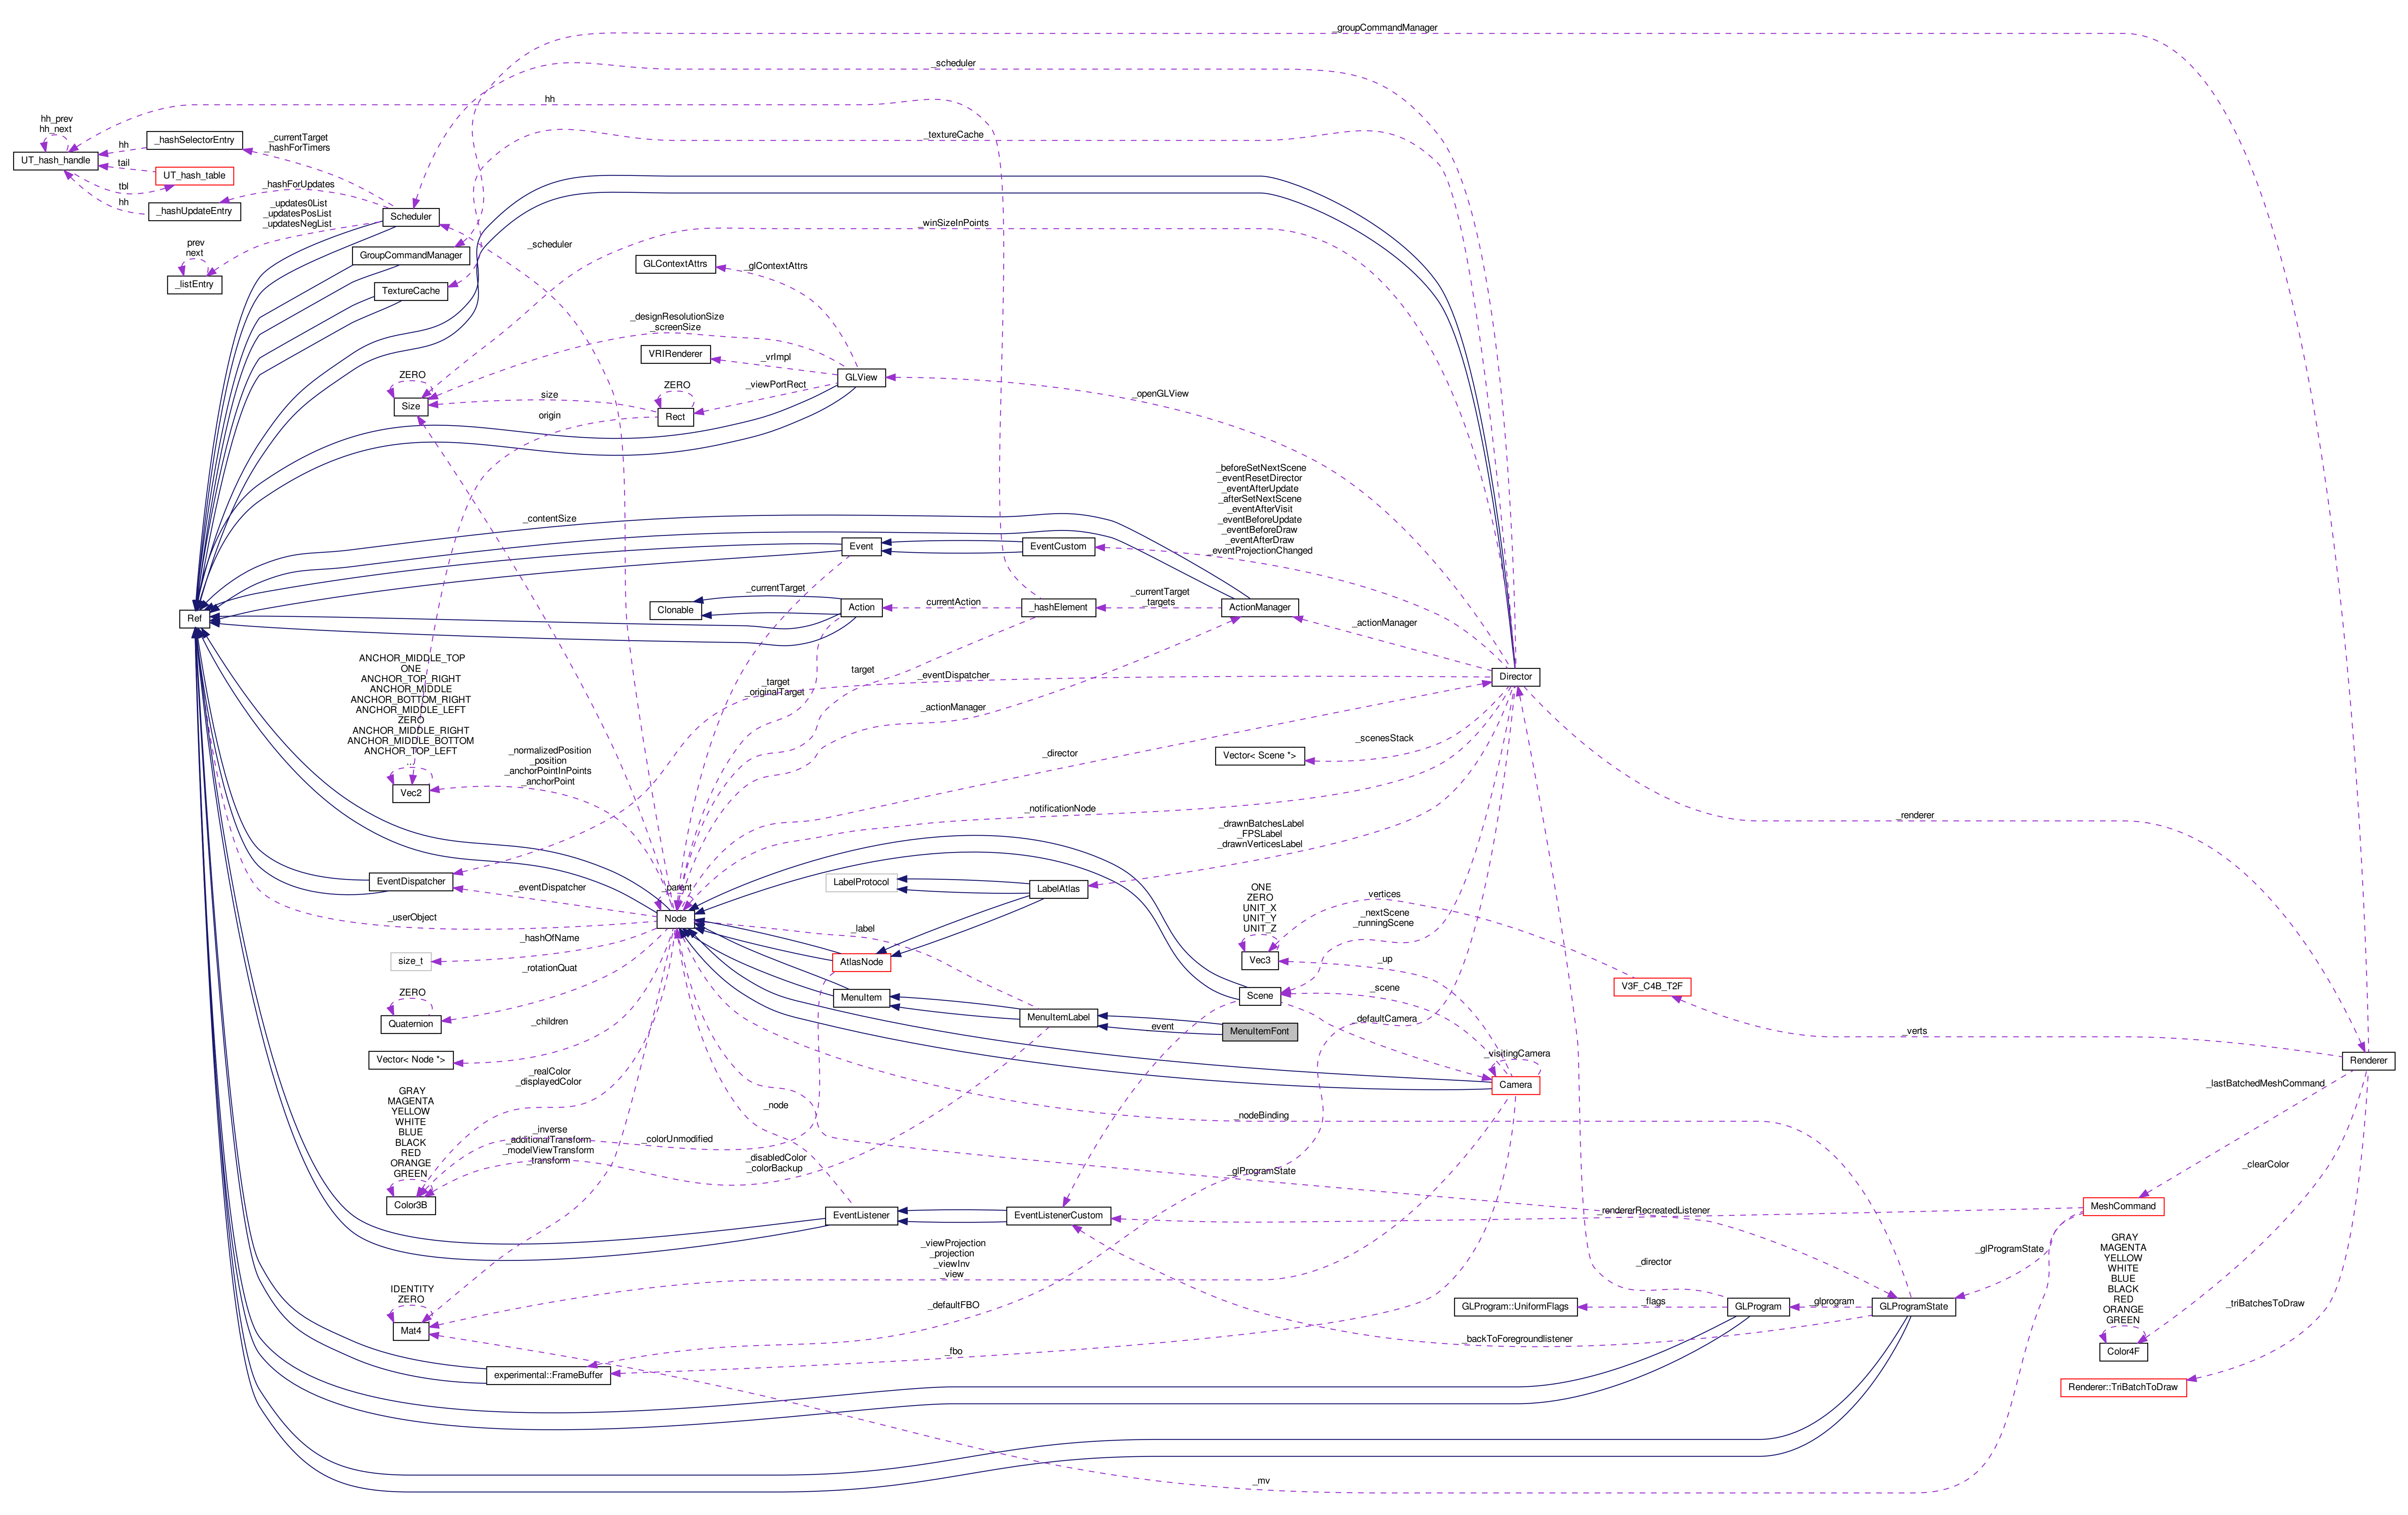 _groupCommandManager
_scheduler
hh
hh_prev
hh_next
_hashSelectorEntry
_currentTarget
_hashForTimers
_textureCache
hh
UT_hash_handle
tail
UT_hash_table
tbl
_hashForUpdates
hh
_hashUpdateEntry
_updates0List
_updatesPosList
_updatesNegList
Scheduler
_winSizeInPoints
prev
next
_scheduler
GroupCommandManager
GLContextAttrs
_glContextAttrs
_listEntry
TextureCache
_designResolutionSize
_screenSize
VRIRenderer
_vrImpl
ZERO
GLView
ZERO
_viewPortRect
size
_openGLView
Size
origin
Rect
_beforeSetNextScene
_eventResetDirector
_eventAfterUpdate
_afterSetNextScene
_eventAfterVisit
_eventBeforeUpdate
_eventBeforeDraw
_eventAfterDraw
_eventProjectionChanged
_contentSize
Event
EventCustom
_currentTarget
Clonable
Action
currentAction
_hashElement
_currentTarget
_targets
ActionManager
Ref
_actionManager
ANCHOR_MIDDLE_TOP
ONE
ANCHOR_TOP_RIGHT
ANCHOR_MIDDLE
ANCHOR_BOTTOM_RIGHT
ANCHOR_MIDDLE_LEFT
ZERO
ANCHOR_MIDDLE_RIGHT
ANCHOR_MIDDLE_BOTTOM
ANCHOR_TOP_LEFT
...
target
_target
_originalTarget
_eventDispatcher
Director
_actionManager
_scenesStack
_director
Vector< Scene *>
_normalizedPosition
_position
_anchorPointInPoints
_anchorPoint
Vec2
_notificationNode
_renderer
_drawnBatchesLabel
_FPSLabel
_drawnVerticesLabel
EventDispatcher
_eventDispatcher
_parent
LabelProtocol
LabelAtlas
ONE
ZERO
UNIT_X
UNIT_Y
UNIT_Z
vertices
_userObject
Node
_label
_nextScene
_runningScene
_hashOfName
size_t
AtlasNode
Vec3
_up
_rotationQuat
V3F_C4B_T2F
ZERO
MenuItem
Scene
_scene
Quaternion
_children
MenuItemLabel
event
MenuItemFont
_defaultCamera
_verts
Vector< Node *>
_visitingCamera
Renderer
_realColor
_displayedColor
Camera
_lastBatchedMeshCommand
GRAY
MAGENTA
YELLOW
WHITE
BLUE
BLACK
RED
ORANGE
GREEN
_node
_nodeBinding
_inverse
_additionalTransform
_modelViewTransform
_transform
_colorUnmodified
_disabledColor
_colorBackup
_glProgramState
_clearColor
Color3B
EventListener
EventListenerCustom
_rendererRecreatedListener
MeshCommand
_viewProjection
_projection
_viewInv
_view
_director
_glProgramState
GRAY
MAGENTA
YELLOW
WHITE
BLUE
BLACK
RED
ORANGE
GREEN
IDENTITY
ZERO
_defaultFBO
GLProgram::UniformFlags
_flags
GLProgram
_glprogram
GLProgramState
_triBatchesToDraw
Mat4
_backToForegroundlistener
_fbo
Color4F
experimental::FrameBuffer
Renderer::TriBatchToDraw
_mv